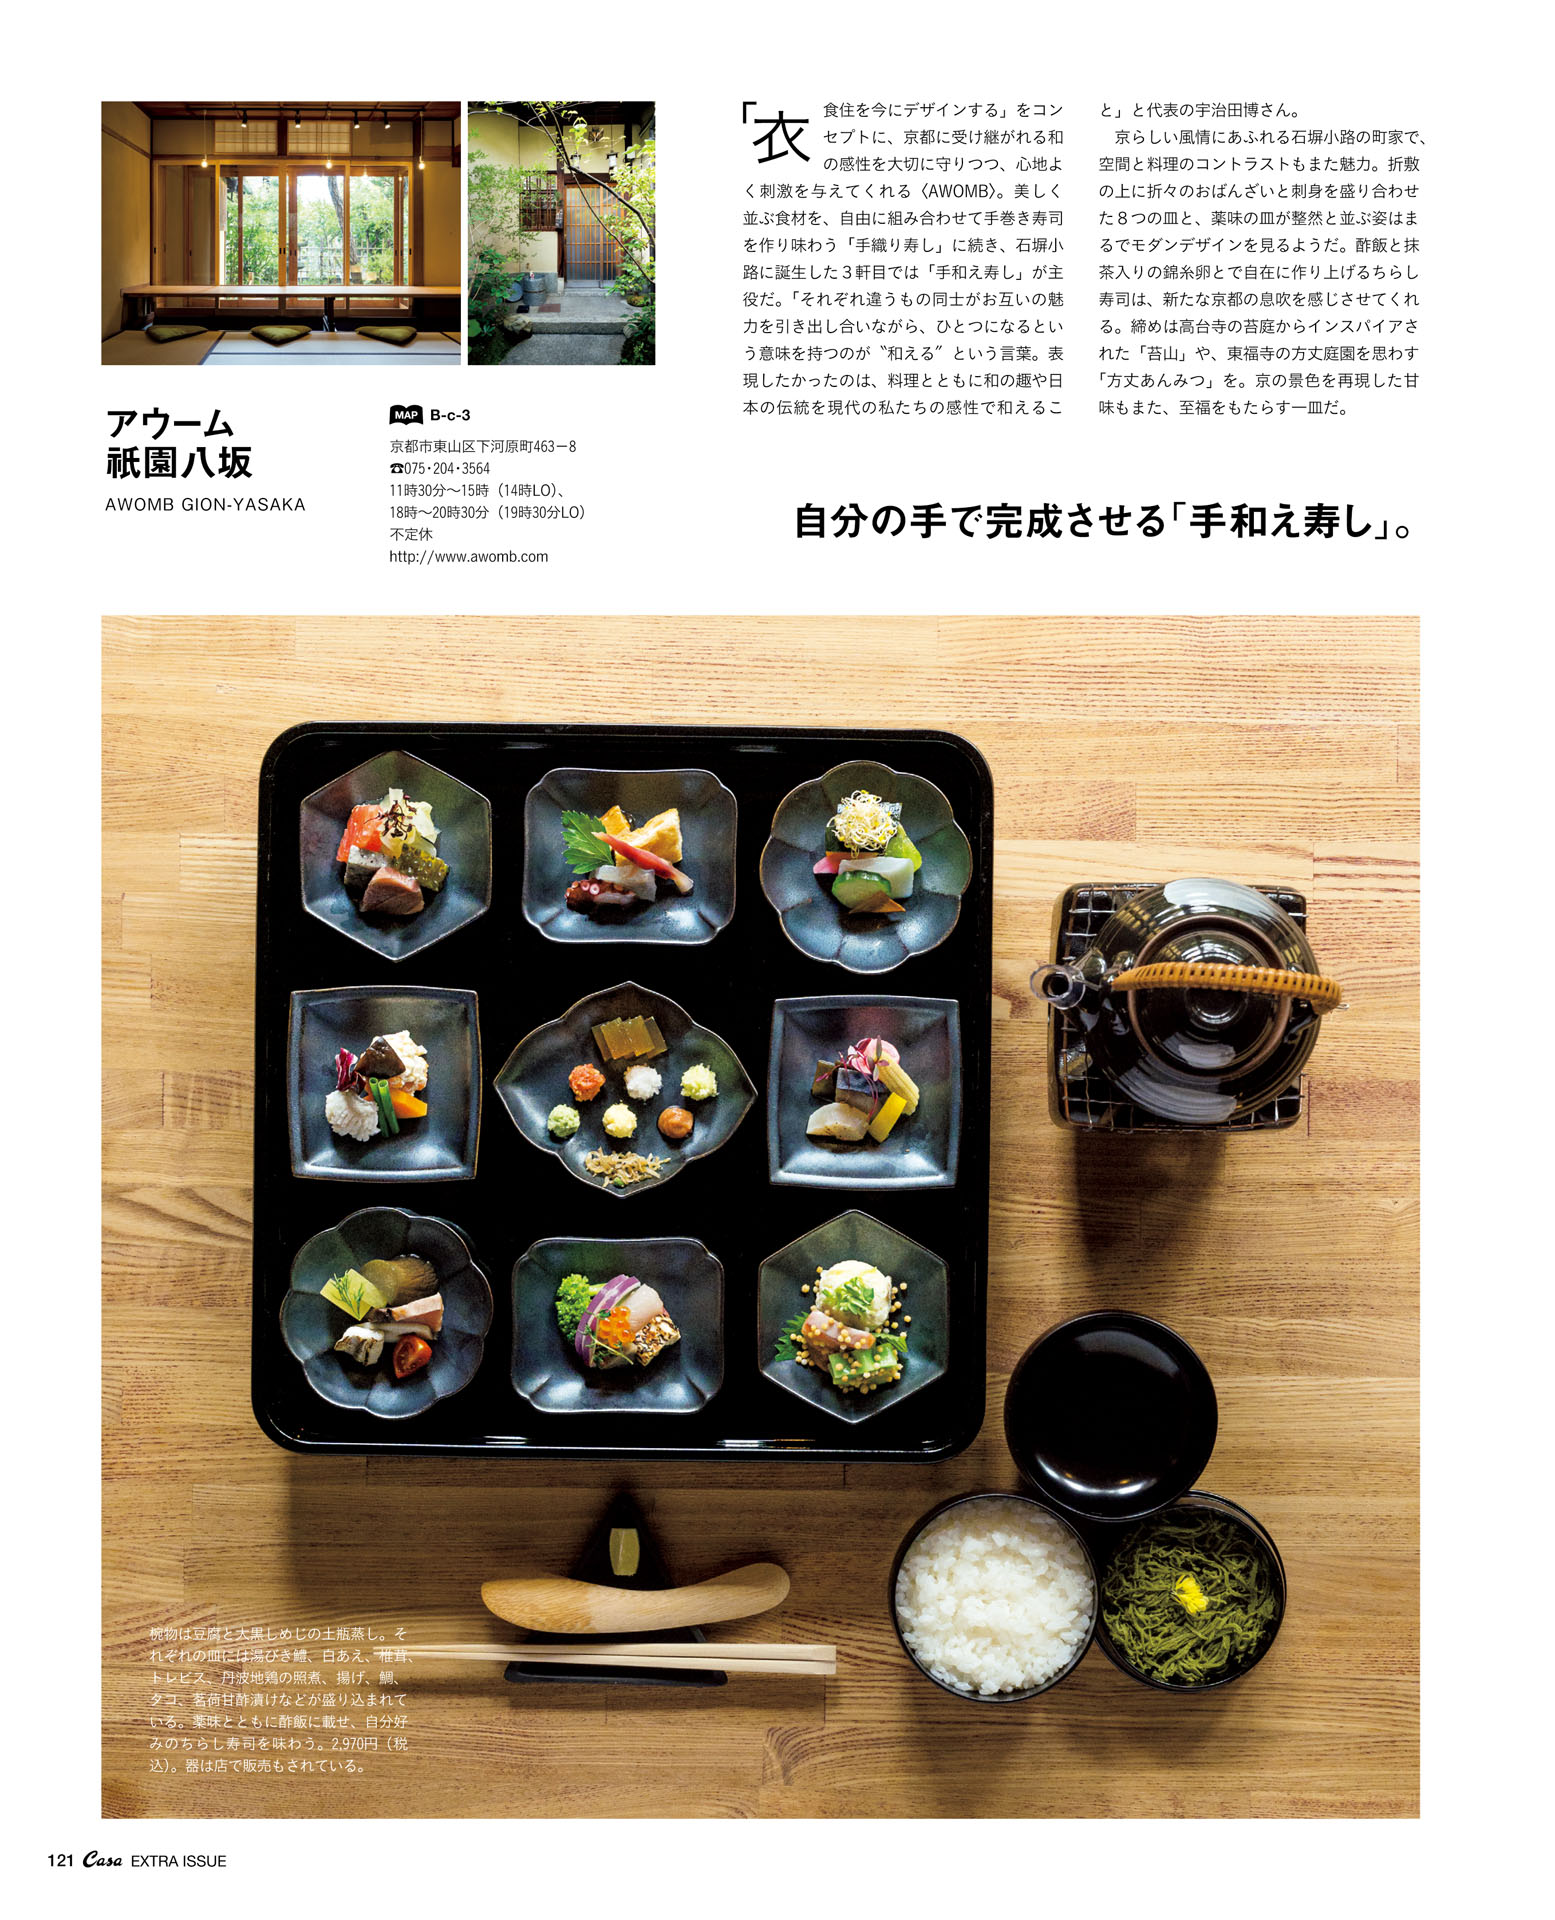 「衣食住を今にデザインする」をコン
セプトに、京都に受け継がれる和
の感性を大切に守りつつ、心地よ
く刺激を与えてくれる〈AWOMB〉。美しく
並ぶ食材を、自由に組み合わせて手巻き寿司
を作り味わう「手織り寿し」に続き、石塀小
路に誕生した3軒目では「手和え寿し」が主
役だ。「それぞれ違うもの同士がお互いの魅
力を引き出し合いながら、ひとつになるとい
う意味を持つのが〝和える〟という言葉。表
現したかったのは、料理とともに和の趣や日
本の伝統を現代の私たちの感性で和えるこ
と」と代表の宇治田博さん。
　京らしい風情にあふれる石塀小路の町家で、
空間と料理のコントラストもまた魅力。折敷
の上に折々のおばんざいと刺身を盛り合わせ
た8つの皿と、薬味の皿が整然と並ぶ姿はま
るでモダンデザインを見るようだ。酢飯と抹
茶入りの錦糸卵とで自在に作り上げるちらし
寿司は、新たな京都の息吹を感じさせてくれ
る。締めは高台寺の苔庭からインスパイアさ
れた「苔山」や、東福寺の方丈庭園を思わす
「方丈あんみつ」を。京の景色を再現した甘
味もまた、至福をもたらす一皿だ。
アウーム
祇園八坂
AWOMB GION-YASAKA
MAP B-c-3
京都市東山区下河原町463−8
☎075・204・3564
11時30分〜15時（14時LO）、
18時〜20時30分（19時30分LO）
不定休
http://www.awomb.com
自分の手で完成させる「手和え寿し」。
椀物は豆腐と大黒しめじの土瓶蒸し。そ
れぞれの皿には湯びき鱧、白あえ、椎茸、
トレビス、丹波地鶏の照煮、揚げ、鯛、
タコ、茗荷甘酢漬けなどが盛り込まれて
いる。薬味とともに酢飯に載せ、自分好
みのちらし寿司を味わう。2,970円（税
込）。器は店で販売もされている。
121 Casa EXTRA ISSUE